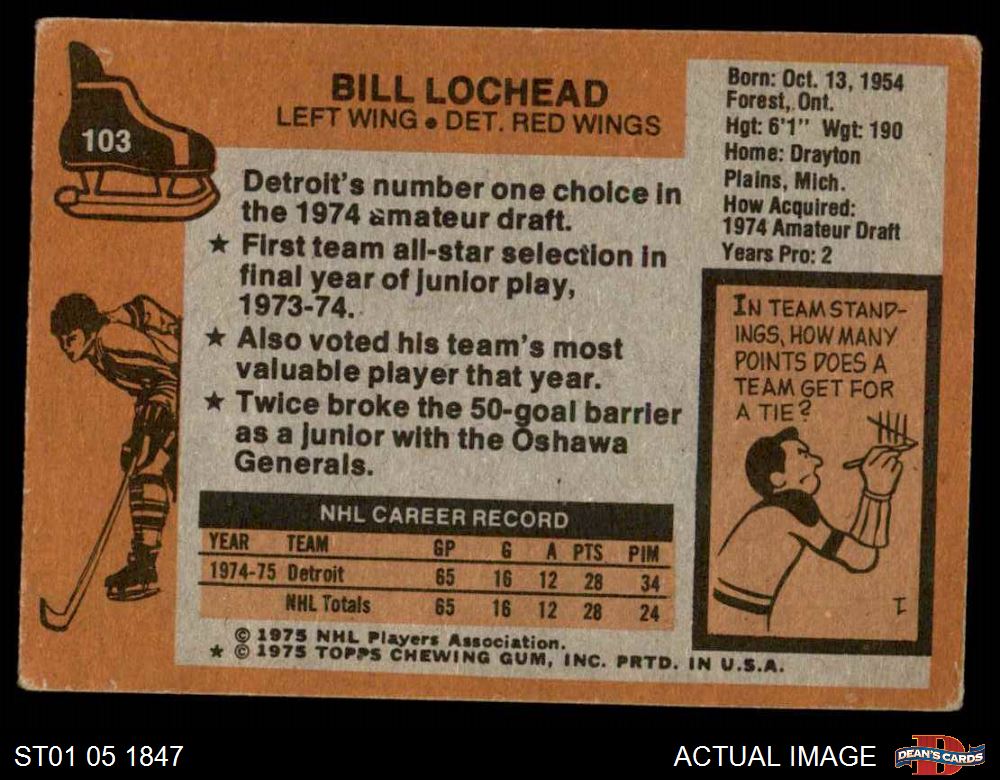 103
BILL LOCHEAD
LEFT WING • DET. RED WINGS
Born: Oct. 13, 1954
Forest, Ont.
Hgt: 6'1" Wgt: 190
Home: Drayton
Plains, Mich.
How Acquired:
1974 Amateur Draft
Years Pro: 2
Detroit's number one choice in
the 1974 amateur draft.
★ First team all-star selection in
final year of junior play,
1973-74.
★ Also voted his team's most
valuable player that year.
★ Twice broke the 50-goal barrier
as a junior with the Oshawa
Generals.
IN TEAM STAND-
INGS, HOW MANY
POINTS DOES A
TEAM GET FOR
A TIE?
NHL CAREER RECORD
YEAR TEAM GP G A PTS PIM
1974-75 Detroit 65 16 12 28 34
NHL Totals 65 16 12 28 24
© 1975 NHL Players Association.
★ © 1975 TOPPS CHEWING GUM, INC. PRTD. IN U.S.A.
ST01 05 1847
ACTUAL IMAGE
DEAN'S CARDS